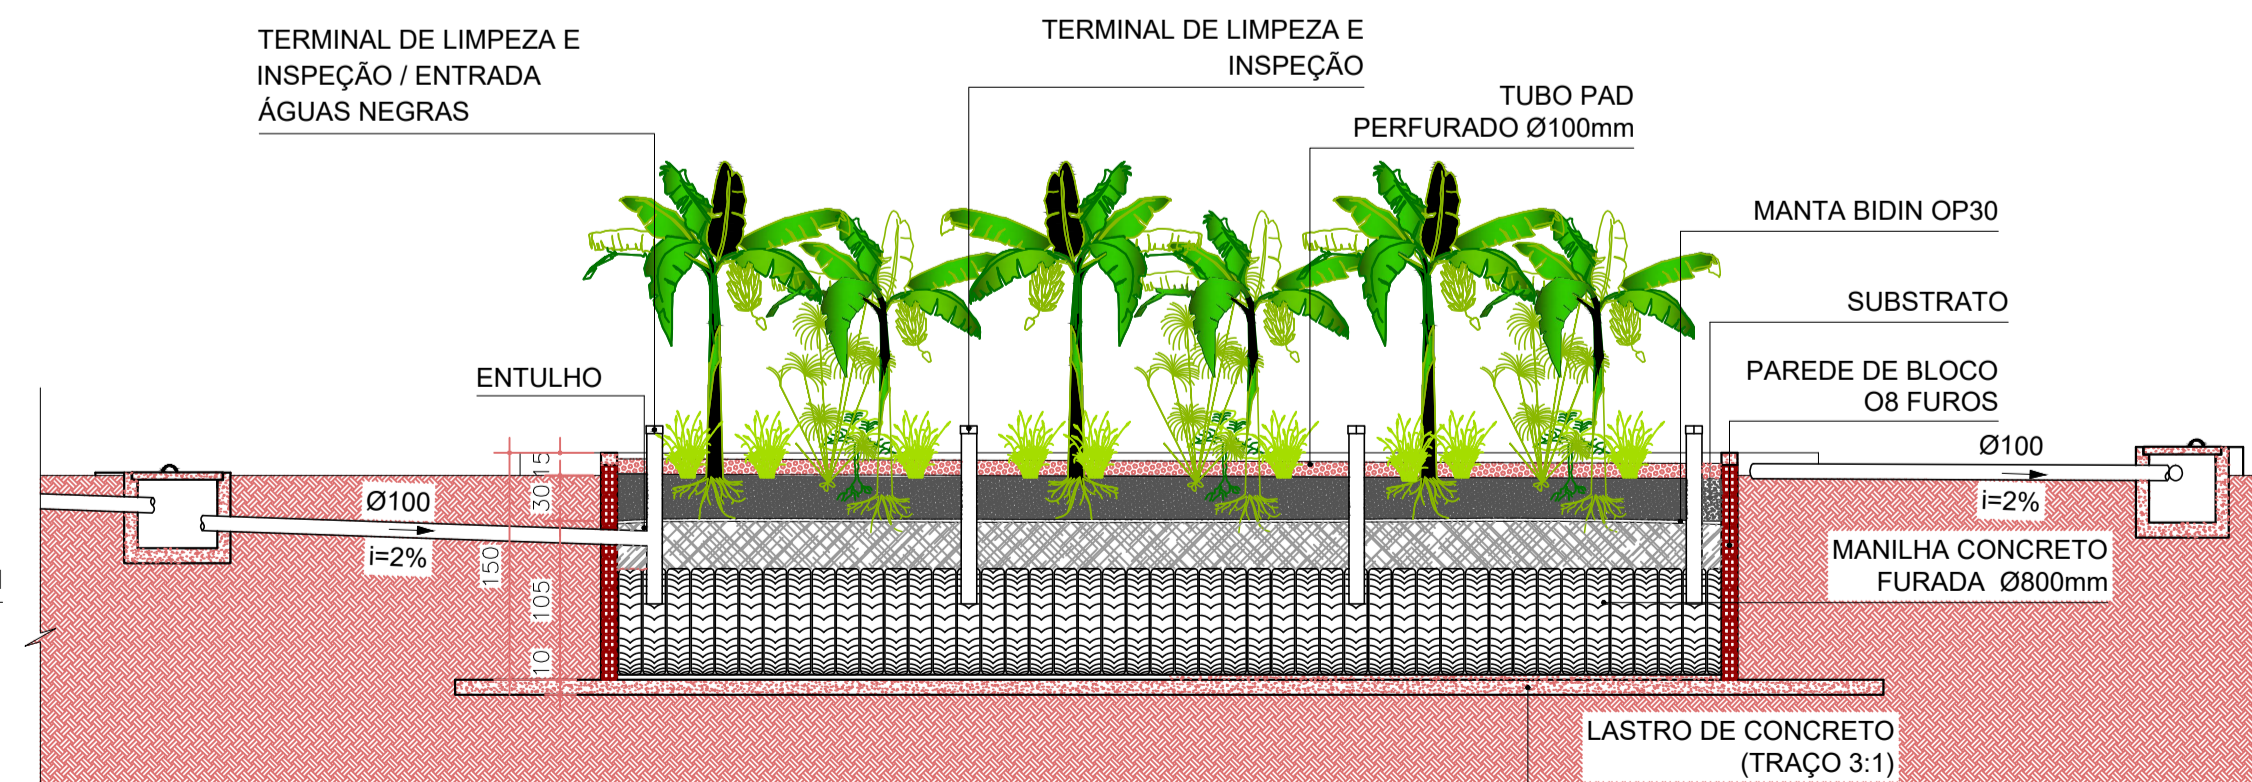 TERMINAL DE LIMPEZA E
INSPEÇÃO / ENTRADA
ÁGUAS NEGRAS
TERMINAL DE LIMPEZA E
INSPEÇÃO
TUBO PAD
PERFURADO Ø100mm
MANTA BIDIN OP30
SUBSTRATO
PAREDE DE BLOCO
O8 FUROS
ENTULHO
Ø100
i=2%
15
30
150
105
10
Ø100
i=2%
MANILHA CONCRETO
FURADA Ø800mm
LASTRO DE CONCRETO
(TRAÇO 3:1)